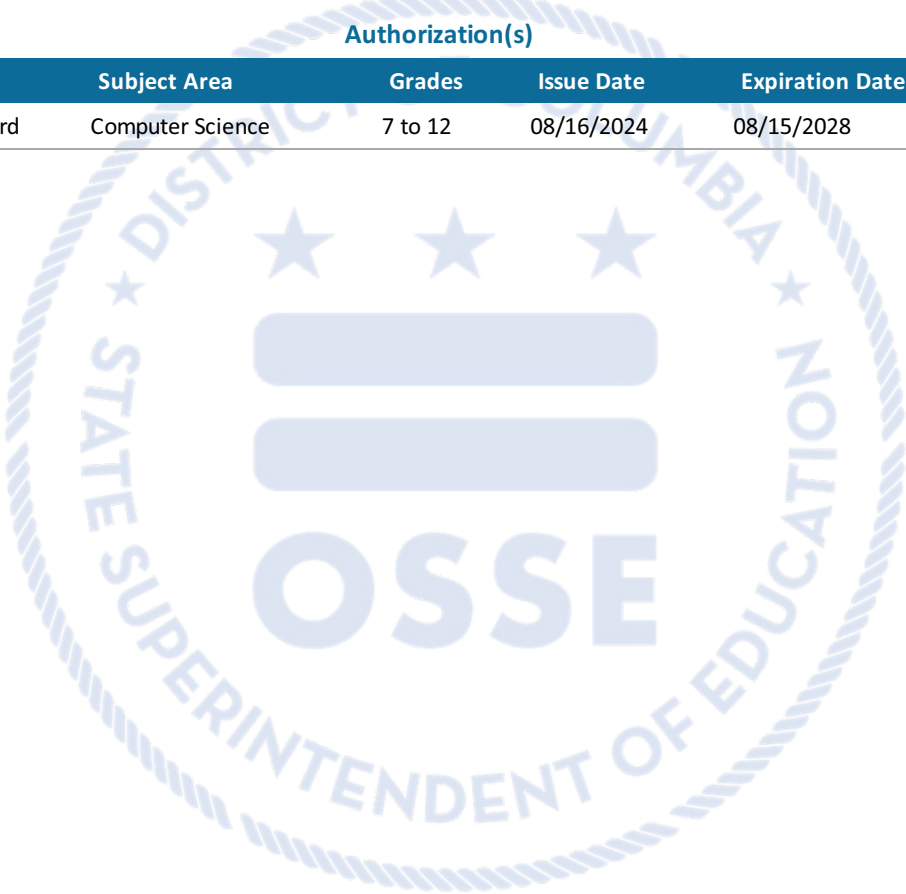 Authorization(s)
Subject Area Grades Issue Date Expiration Date
rd Computer Science 7 to 12 08/16/2024 08/15/2028
DISTRICT OF COLUMBIA
OSSE
STATE SUPERINTENDENT OF EDUCATION